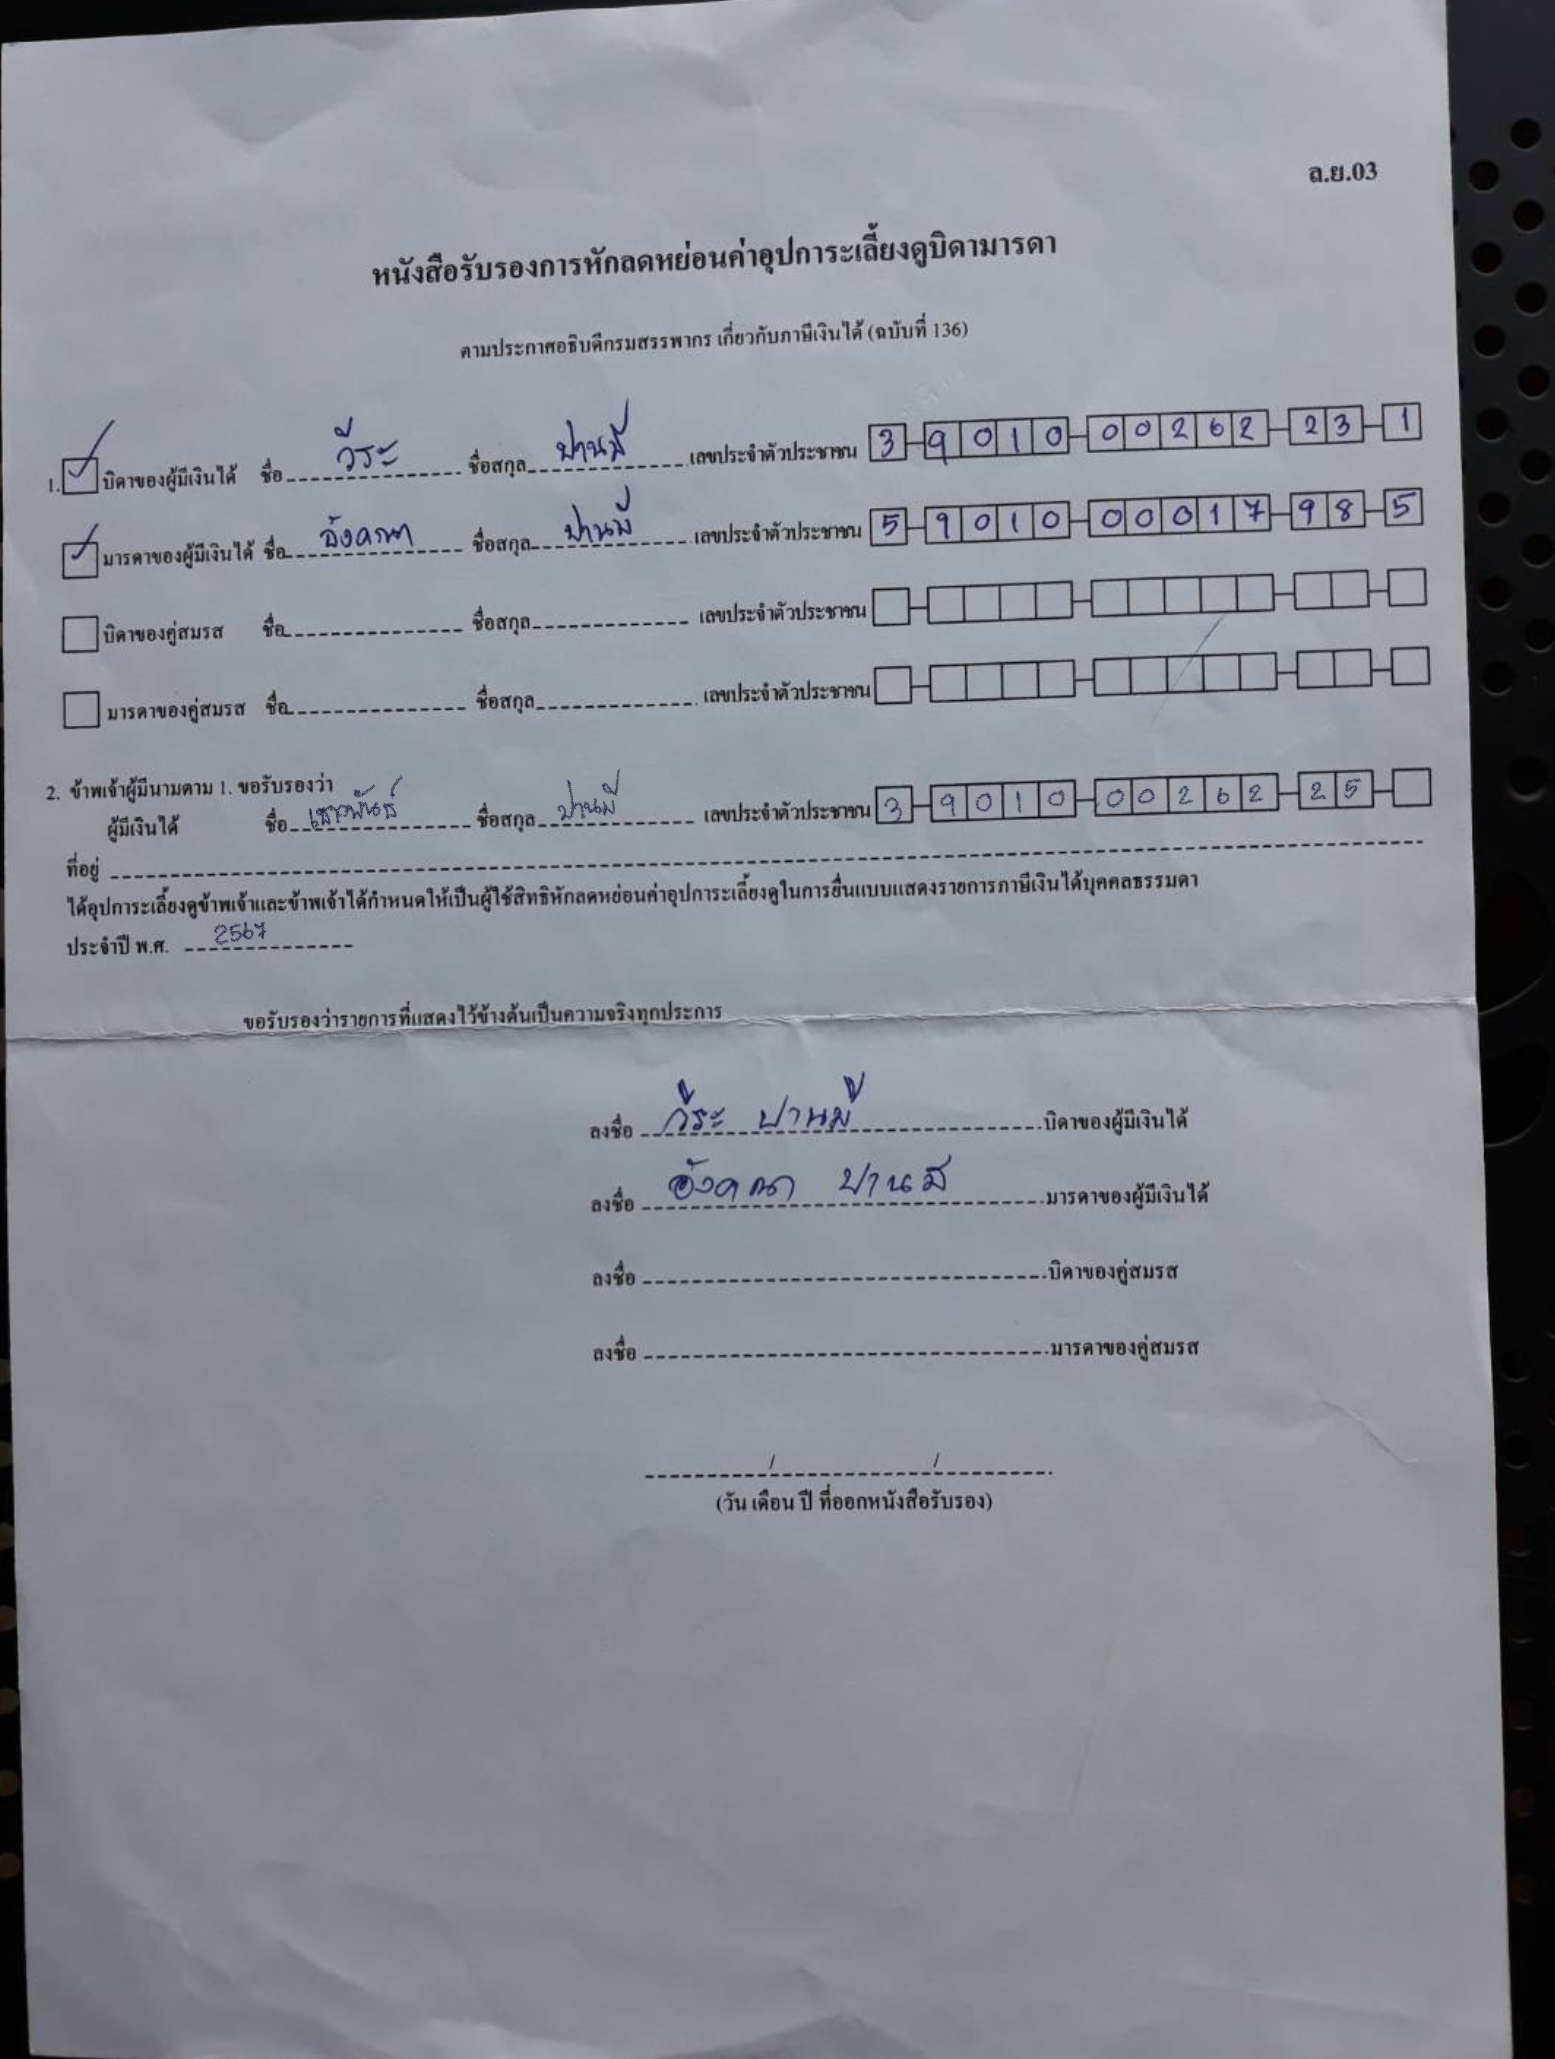 ล.ย.03
หนังสือรับรองการหักลดหย่อนค่าอุปการะเลี้ยงดูบิดามารดา
ตามประกาศอธิบดีกรมสรรพากร เกี่ยวกับภาษีเงินได้ (ฉบับที่ 136)
1. บิดาของผู้มีเงินได้ ชื่อ วีระ ชื่อสกุล ปานมี เลขประจำตัวประชาชน 3-9010-00262-23-1
มารดาของผู้มีเงินได้ ชื่อ อังคณา ชื่อสกุล ปานมี เลขประจำตัวประชาชน 5-9010-00017-98-5
บิดาของคู่สมรส ชื่อ ชื่อสกุล เลขประจำตัวประชาชน
มารดาของคู่สมรส ชื่อ ชื่อสกุล เลขประจำตัวประชาชน
2. ข้าพเจ้าผู้มีนามตาม 1. ขอรับรองว่า
ผู้มีเงินได้ ชื่อ เสาวพันธ์ ชื่อสกุล ปานมี เลขประจำตัวประชาชน 3-9010-00262-25-
ที่อยู่
ได้อุปการะเลี้ยงดูข้าพเจ้าและข้าพเจ้าได้กำหนดให้เป็นผู้ใช้สิทธิหักลดหย่อนค่าอุปการะเลี้ยงดูในการยื่นแบบแสดงรายการภาษีเงินได้บุคคลธรรมดา
ประจำปี พ.ศ. 2567
ขอรับรองว่ารายการที่แสดงไว้ข้างต้นเป็นความจริงทุกประการ
ลงชื่อ วีระ ปานมี บิดาของผู้มีเงินได้
ลงชื่อ อังคณา ปานมี มารดาของผู้มีเงินได้
ลงชื่อ บิดาของคู่สมรส
ลงชื่อ มารดาของคู่สมรส
/ /
(วัน เดือน ปี ที่ออกหนังสือรับรอง)